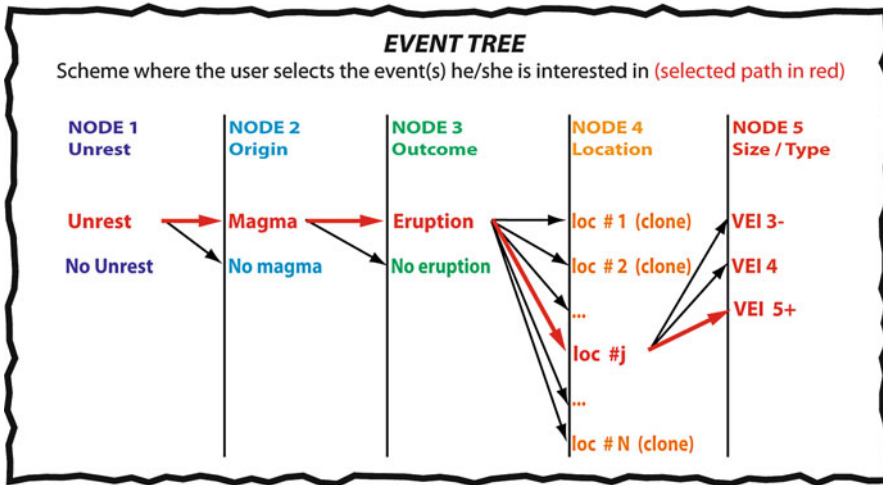 EVENT TREE
Scheme where the user selects the event(s) he/she is interested in (selected path in red)
NODE 1
Unrest
NODE 2
Origin
NODE 3
Outcome
NODE 4
Location
NODE 5
Size / Type
Unrest
Magma
Eruption
loc # 1 (clone)
VEI 3-
No Unrest
No magma
No eruption
loc # 2 (clone)
VEI 4
...
VEI 5+
loc #j
...
loc # N (clone)